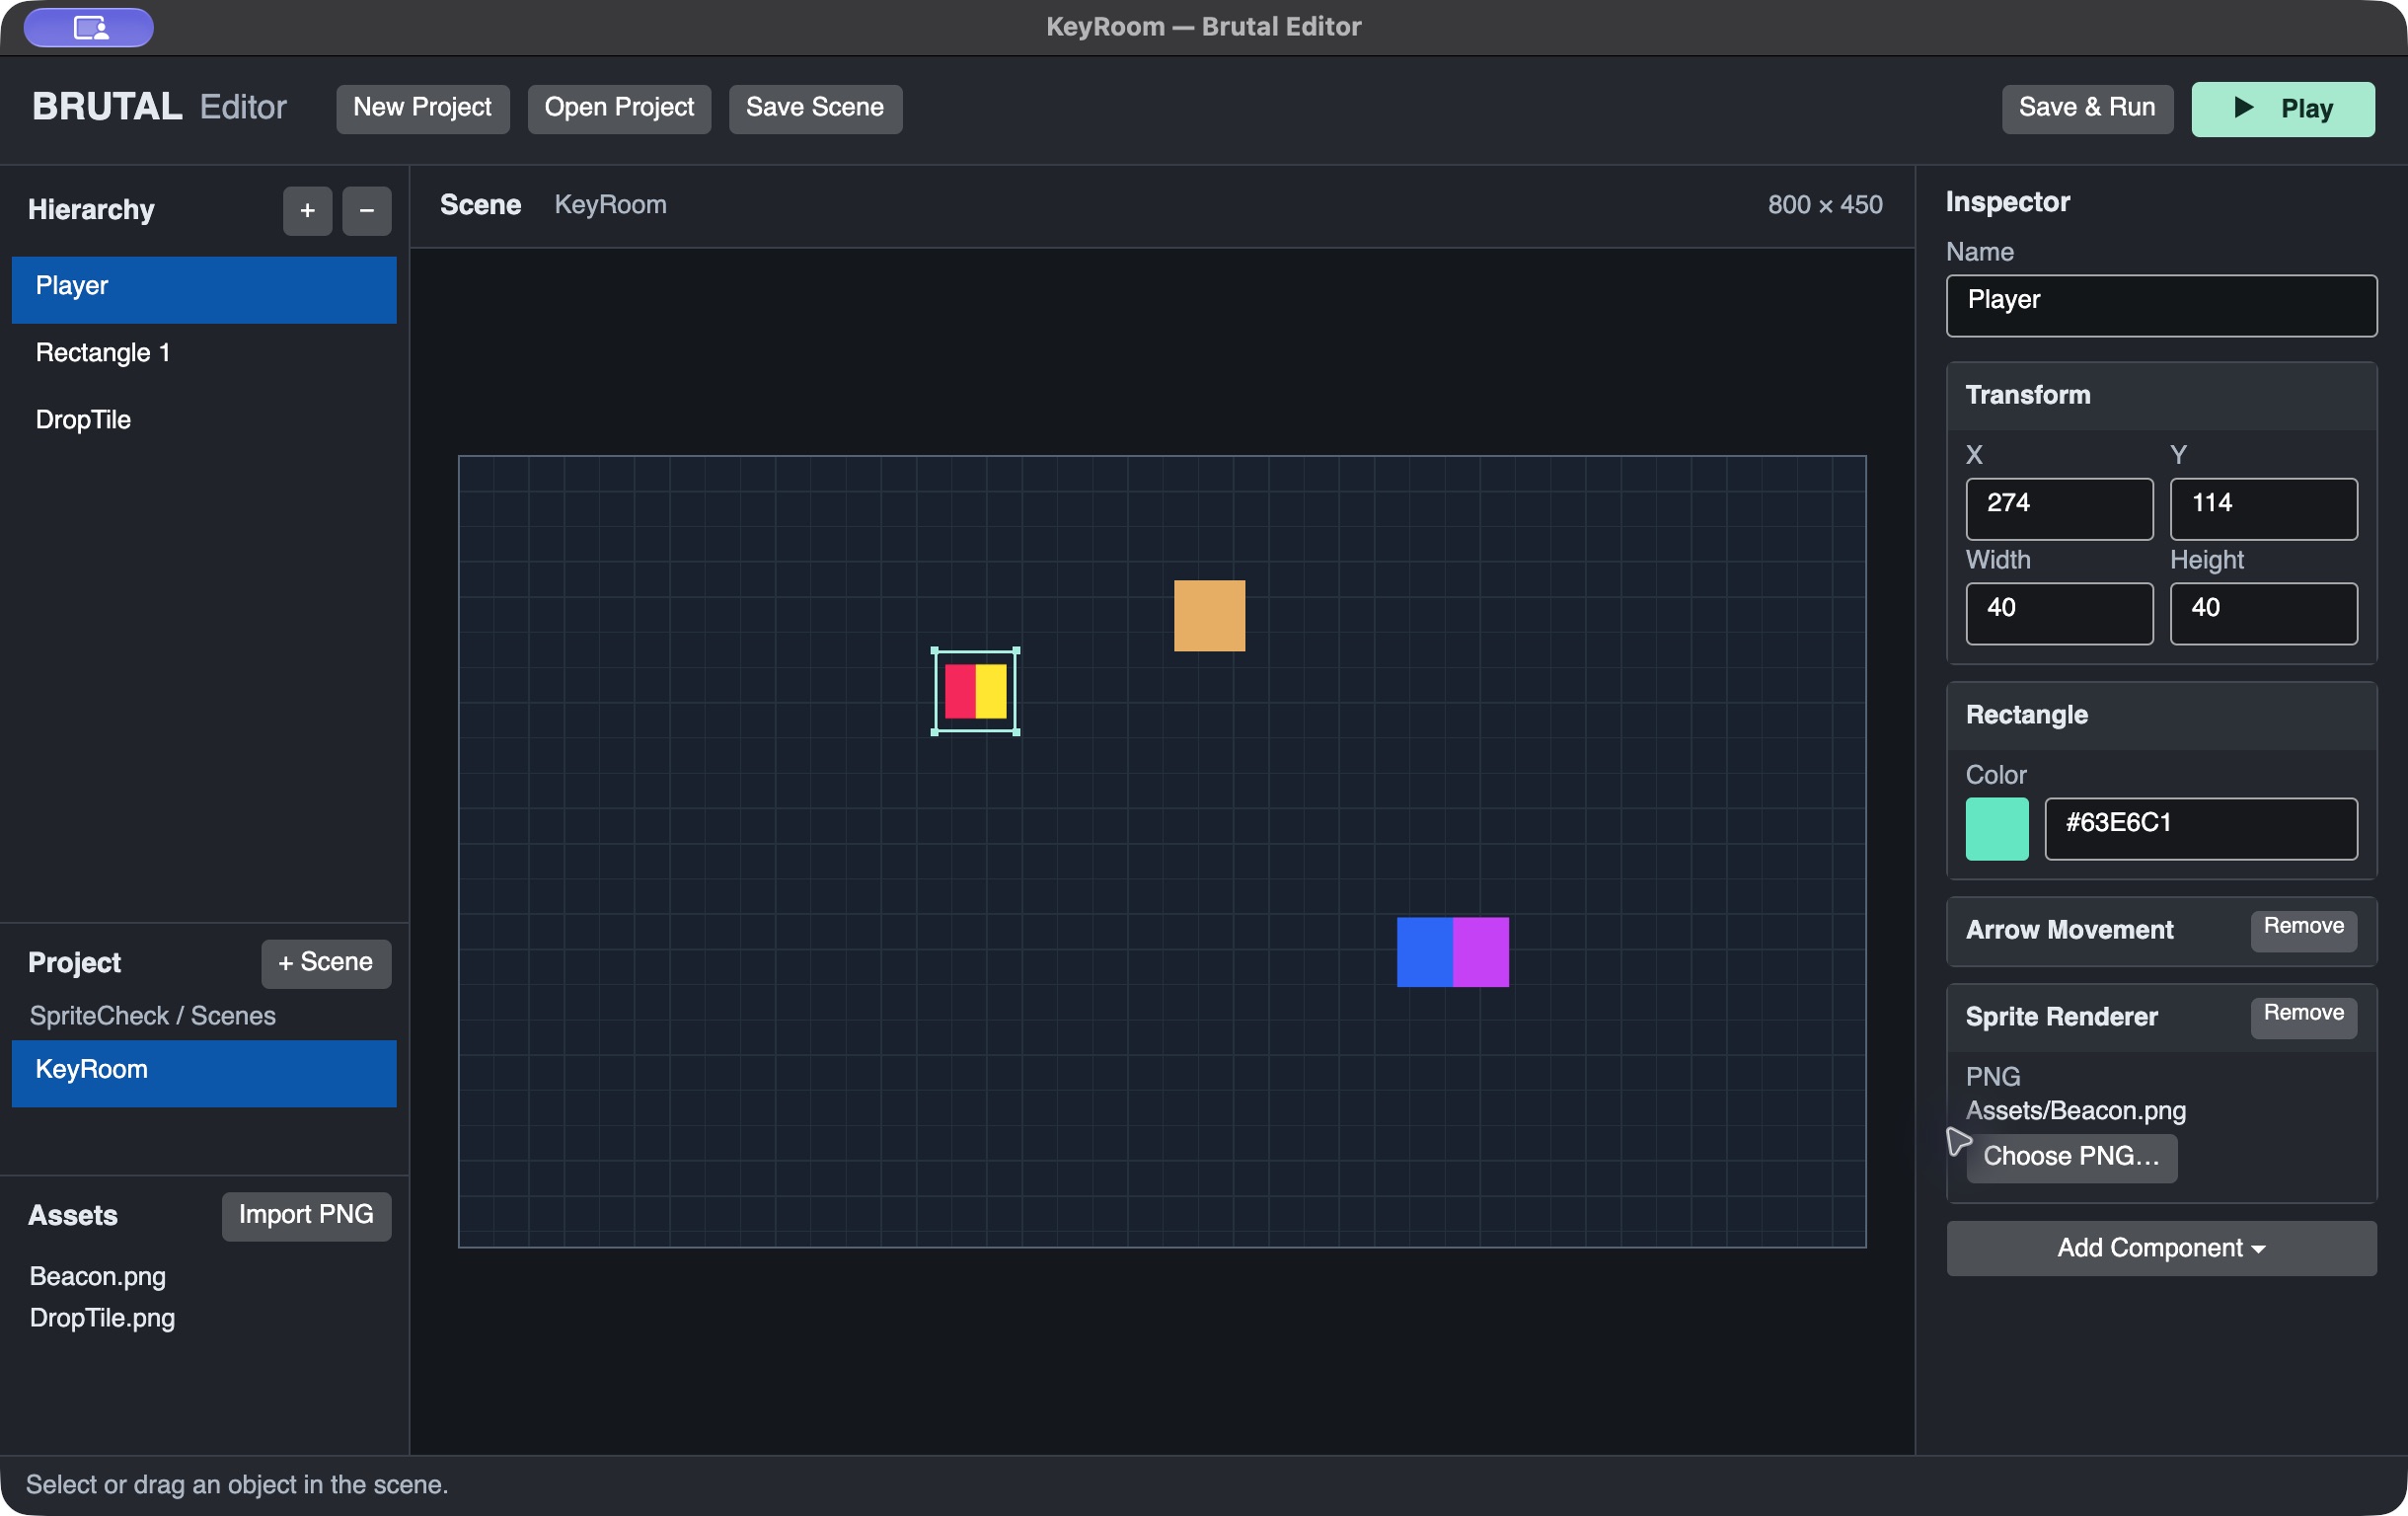 KeyRoom — Brutal Editor
BRUTAL Editor
New Project
Open Project
Save Scene
Save & Run
Play
Hierarchy
+
−
Player
Rectangle 1
DropTile
Project
+ Scene
SpriteCheck / Scenes
KeyRoom
Assets
Import PNG
Beacon.png
DropTile.png
Scene KeyRoom
800 × 450
Inspector
Name
Player
Transform
X Y
274 114
Width Height
40 40
Rectangle
Color
#63E6C1
Arrow Movement Remove
Sprite Renderer Remove
PNG
Assets/Beacon.png
Choose PNG...
Add Component
Select or drag an object in the scene.